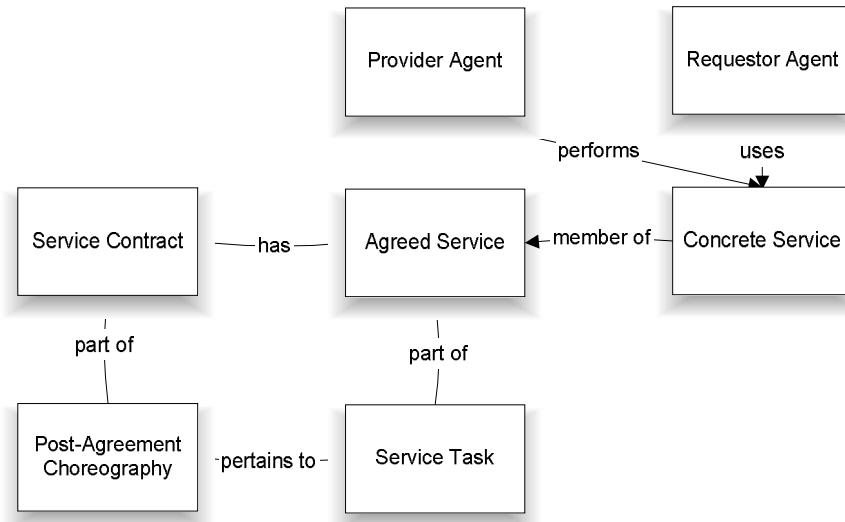 Provider Agent
Requestor Agent
performs
uses
Service Contract
has
Agreed Service
member of
Concrete Service
part of
part of
Post-Agreement
Choreography
pertains to
Service Task